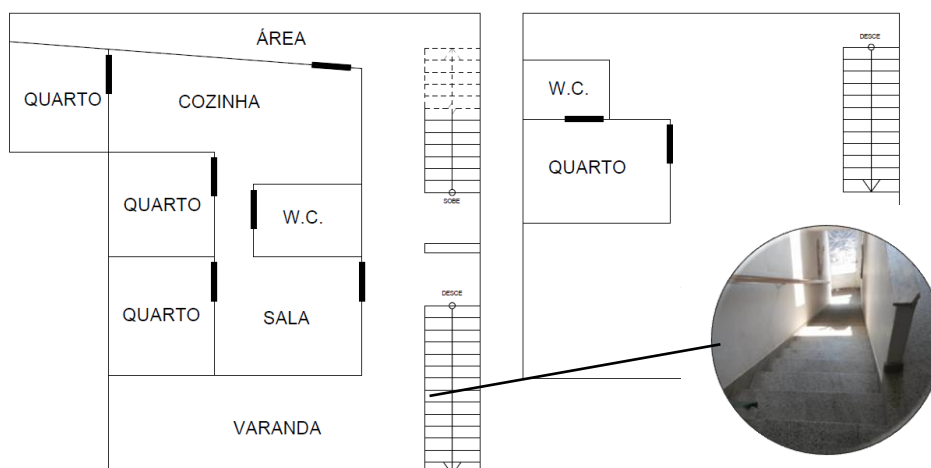 ÁREA
QUARTO
COZINHA
QUARTO
W.C.
SOBE
DESCE
QUARTO
SALA
VARANDA
DESCE
W.C.
QUARTO